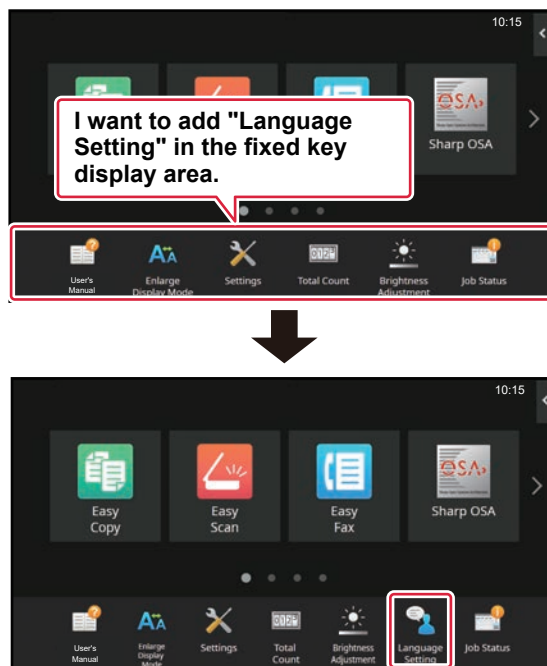 10:15
I want to add "Language
Setting" in the fixed key
display area.
OSA
Sharp OSA
User's
Manual
Enlarge
Display Mode
Settings
Total Count
Brightness
Adjustment
Job Status
10:15
OSA
Easy
Copy
Easy
Scan
Easy
Fax
Sharp OSA
User's
Manual
Enlarge
Display
Mode
Settings
Total
Count
Brightness
Adjustment
Language
Setting
Job Status